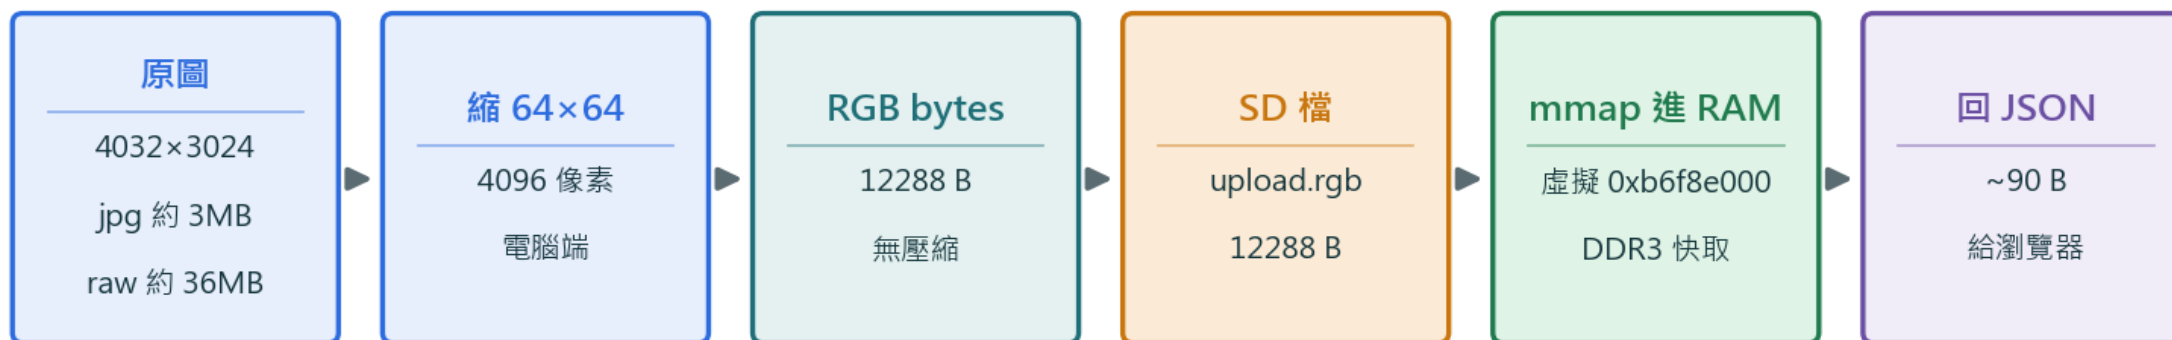 原圖
4032×3024
jpg 約 3MB
raw 約 36MB
縮 64×64
4096 像素
電腦端
RGB bytes
12288 B
無壓縮
SD 檔
upload.rgb
12288 B
mmap 進 RAM
虛擬 0xb6f8e000
DDR3 快取
回 JSON
~90 B
給瀏覽器